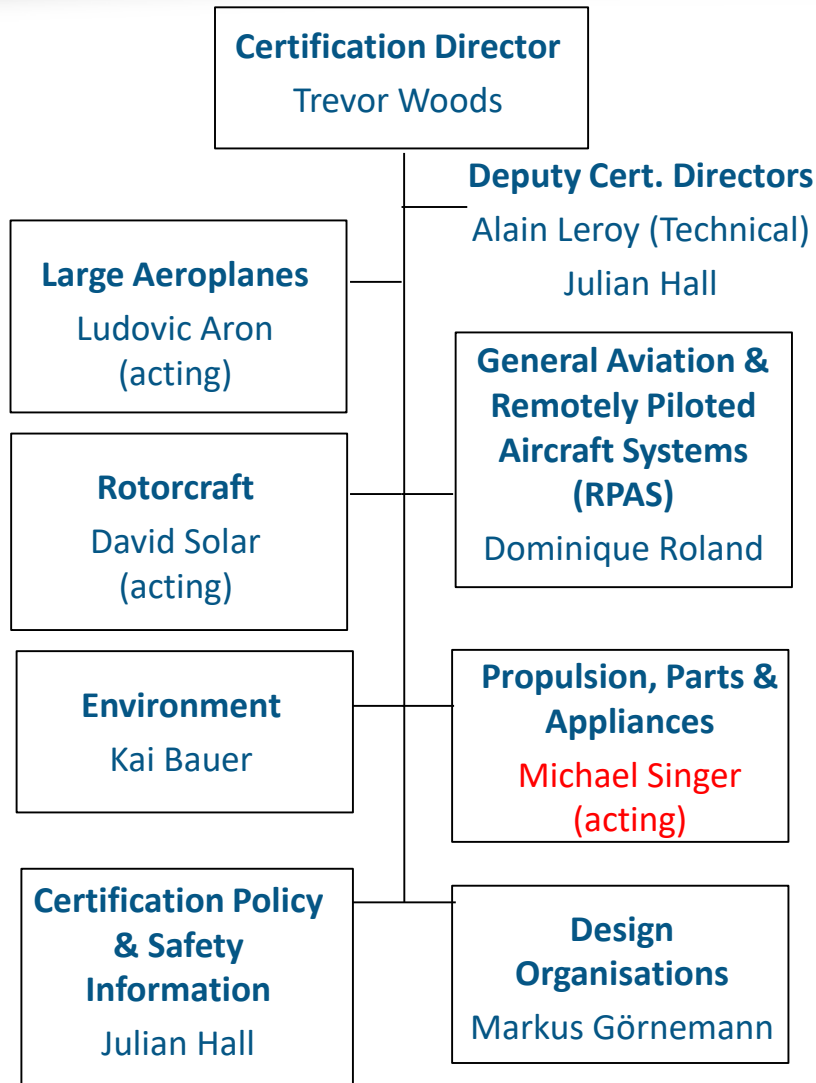 Certification Director
Trevor Woods
Deputy Cert. Directors
Alain Leroy (Technical)
Julian Hall
Large Aeroplanes
Ludovic Aron
(acting)
General Aviation &
Remotely Piloted
Aircraft Systems
(RPAS)
Dominique Roland
Rotorcraft
David Solar
(acting)
Environment
Kai Bauer
Propulsion, Parts &
Appliances
Michael Singer
(acting)
Certification Policy
& Safety
Information
Julian Hall
Design
Organisations
Markus Görnemann